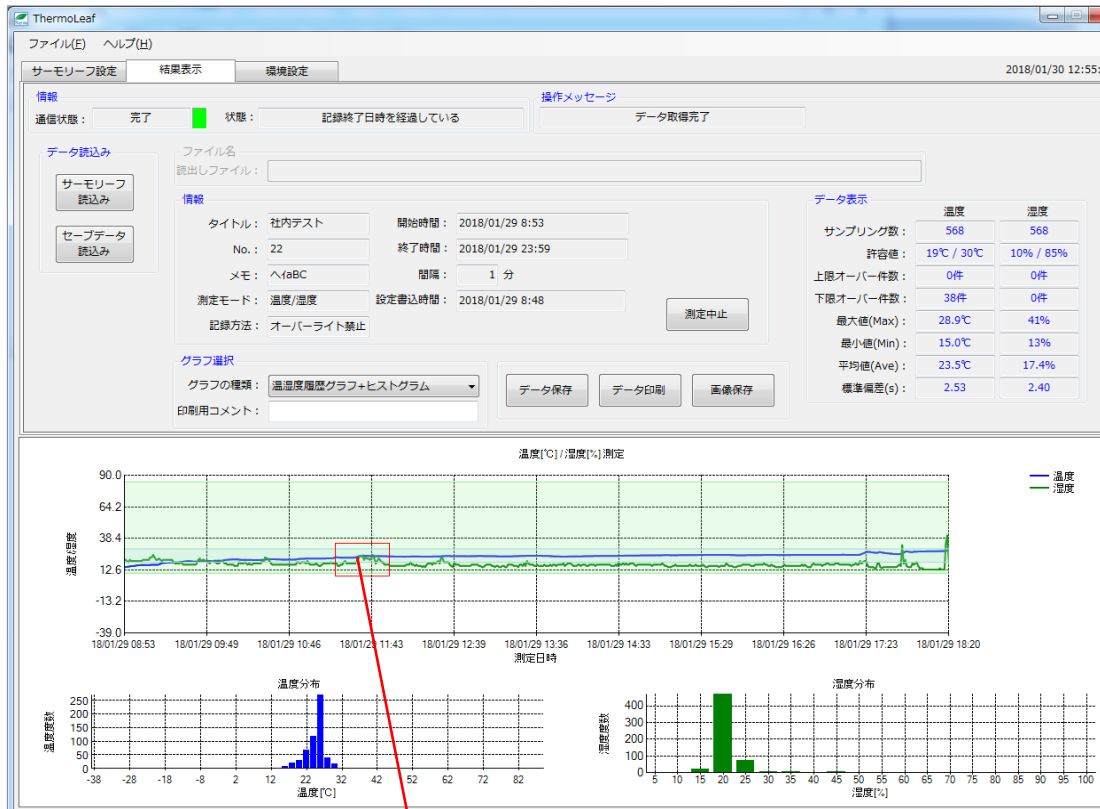 ThermoLeaf
ファイル(F) ヘルプ(H)
サーモリーフ設定 結果表示 環境設定 2018/01/30 12:55:
情報 操作メッセージ
通信状態： 完了 状態： 記録終了日時を経過している データ取得完了
データ読込み
サーモリーフ
読込み
セーブデータ
読込み
ファイル名
読出しファイル：
情報
タイトル： 社内テスト 開始時間： 2018/01/29 8:53
No.： 22 終了時間： 2018/01/29 23:59
メモ： ヘイaBC 間隔： 1 分
測定モード： 温度/湿度 設定書込時間： 2018/01/29 8:48
記録方法： オーバーライト禁止
測定中止
データ表示
温度 湿度
サンプリング数： 568 568
許容値： 19℃ / 30℃ 10% / 85%
上限オーバー件数： 0件 0件
下限オーバー件数： 38件 0件
最大値(Max)： 28.9℃ 41%
最小値(Min)： 15.0℃ 13%
平均値(Ave)： 23.5℃ 17.4%
標準偏差(s)： 2.53 2.40
グラフ選択
グラフの種類： 温湿度履歴グラフ+ヒストグラム
印刷用コメント：
データ保存 データ印刷 画像保存
温度[℃] / 湿度[%] 測定
温度
湿度
温度/湿度
90.0
64.2
38.4
12.6
-13.2
-39.0
18/01/29 08:53 18/01/29 09:49 18/01/29 10:46 18/01/29 11:43 18/01/29 12:39 18/01/29 13:36 18/01/29 14:33 18/01/29 15:29 18/01/29 16:26 18/01/29 17:23 18/01/29 18:20
測定日時
温度分布
温度度数
250
200
150
100
50
0
-38 -28 -18 -8 2 12 22 32 42 52 62 72 82
温度[℃]
湿度分布
湿度度数
400
300
200
100
0
5 10 15 20 25 30 35 40 45 50 55 60 65 70 75 80 85 90 95 100
湿度[%]